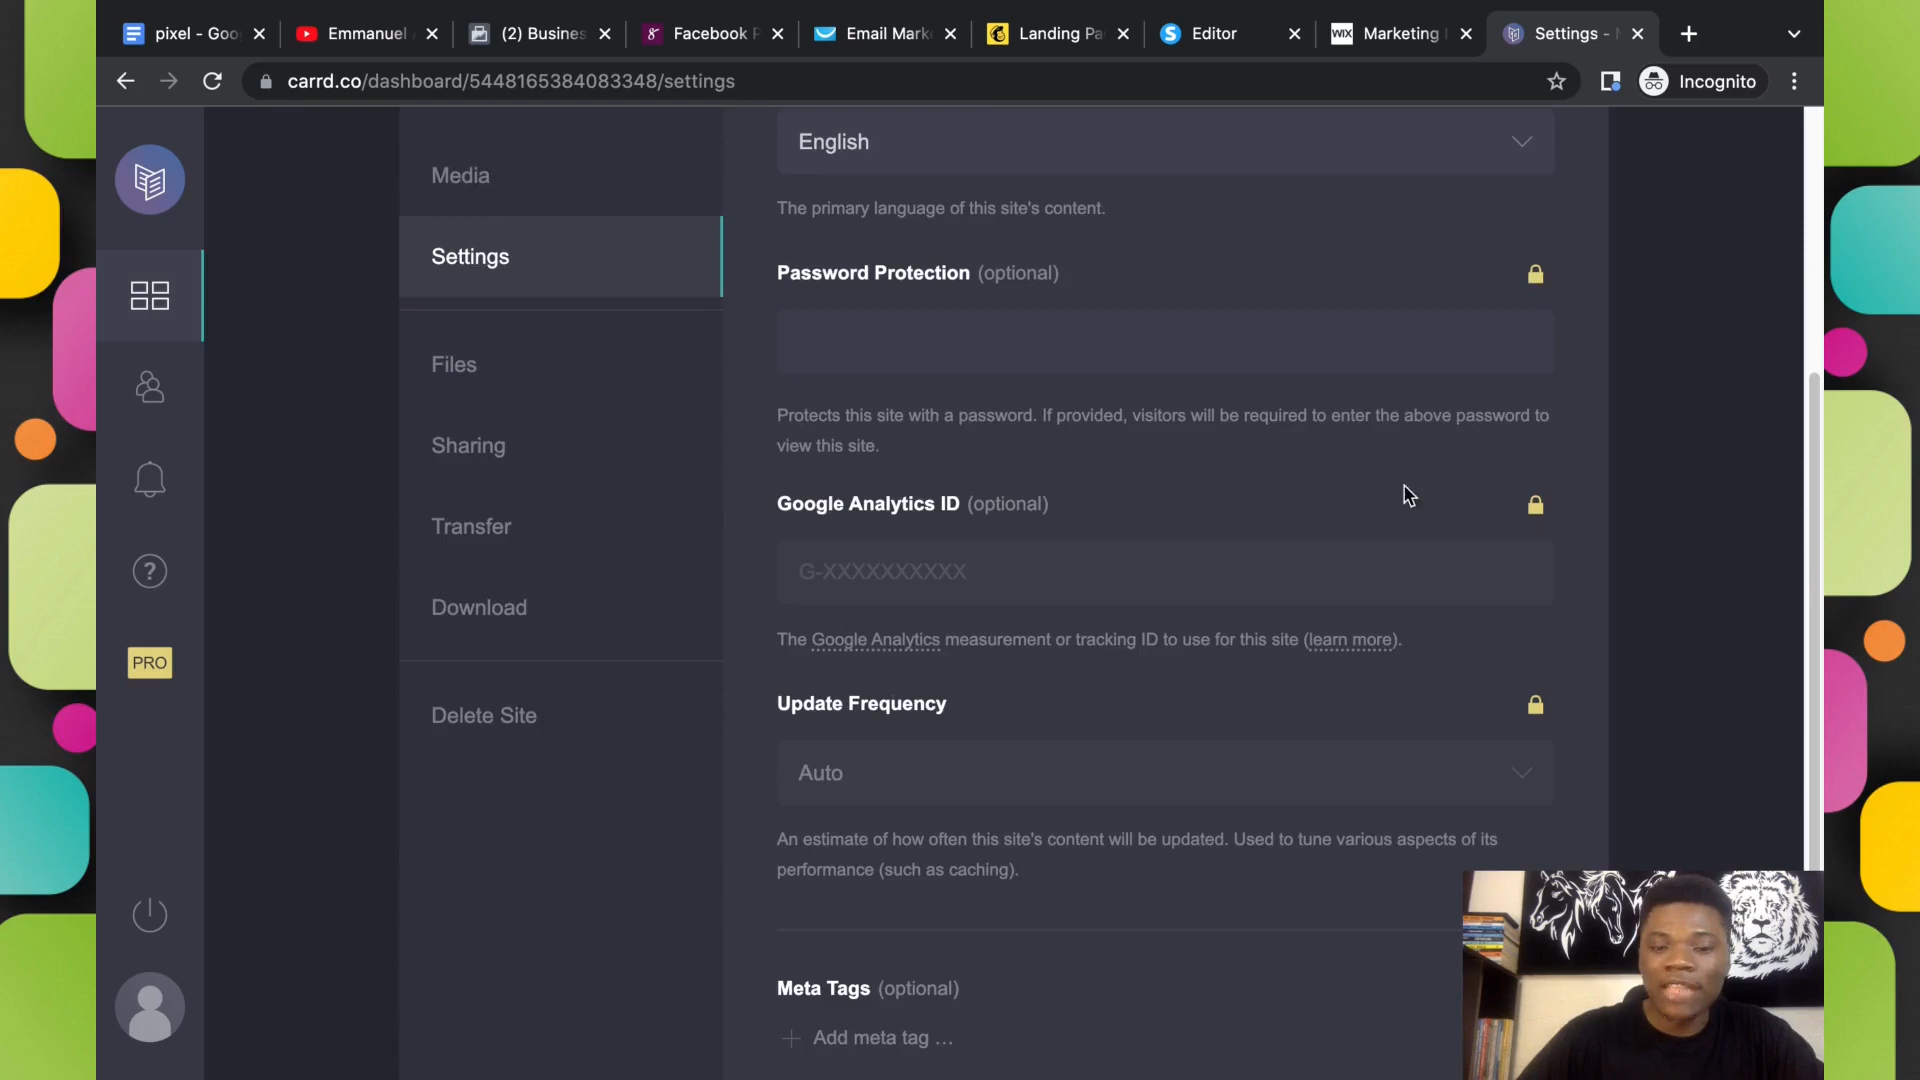 pixel - Goo
Emmanuel
(2) Busines
Facebook P
Email Mark
Landing Pa
Editor
WIX Marketing
Settings -
carrd.co/dashboard/5448165384083348/settings
Incognito
English
Media
The primary language of this site's content.
Settings
Password Protection (optional)
Files
Protects this site with a password. If provided, visitors will be required to enter the above password to
view this site.
Sharing
Google Analytics ID (optional)
Transfer
G-XXXXXXXXXX
Download
The Google Analytics measurement or tracking ID to use for this site (learn more).
PRO
Update Frequency
Delete Site
Auto
An estimate of how often this site's content will be updated. Used to tune various aspects of its
performance (such as caching).
Meta Tags (optional)
Add meta tag ...